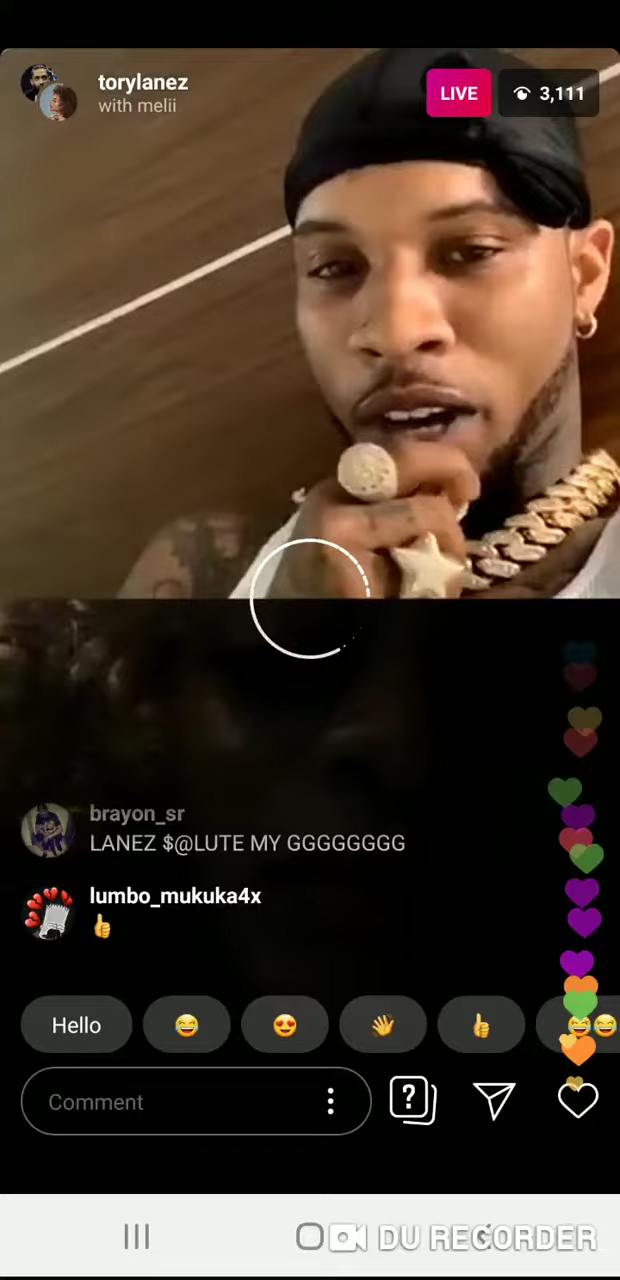 torylanez
with melii
LIVE
3,111
brayon_sr
LANEZ $@LUTE MY GGGGGGGG
lumbo_mukuka4x
Hello
Comment
DU RECORDER